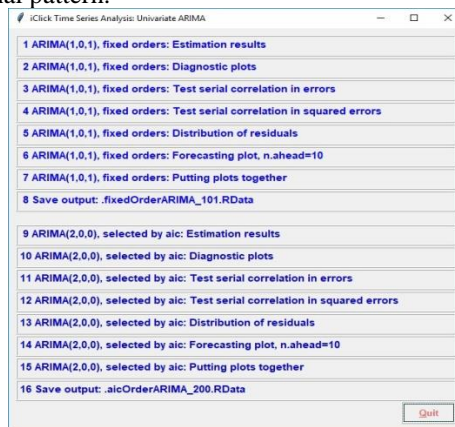 nal pattern.
iClick Time Series Analysis: Univariate ARIMA
1 ARIMA(1,0,1), fixed orders: Estimation results
2 ARIMA(1,0,1), fixed orders: Diagnostic plots
3 ARIMA(1,0,1), fixed orders: Test serial correlation in errors
4 ARIMA(1,0,1), fixed orders: Test serial correlation in squared errors
5 ARIMA(1,0,1), fixed orders: Distribution of residuals
6 ARIMA(1,0,1), fixed orders: Forecasting plot, n.ahead=10
7 ARIMA(1,0,1), fixed orders: Putting plots together
8 Save output: .fixedOrderARIMA_101.RData
9 ARIMA(2,0,0), selected by aic: Estimation results
10 ARIMA(2,0,0), selected by aic: Diagnostic plots
11 ARIMA(2,0,0), selected by aic: Test serial correlation in errors
12 ARIMA(2,0,0), selected by aic: Test serial correlation in squared errors
13 ARIMA(2,0,0), selected by aic: Distribution of residuals
14 ARIMA(2,0,0), selected by aic: Forecasting plot, n.ahead=10
15 ARIMA(2,0,0), selected by aic: Putting plots together
16 Save output: .aicOrderARIMA_200.RData
Quit